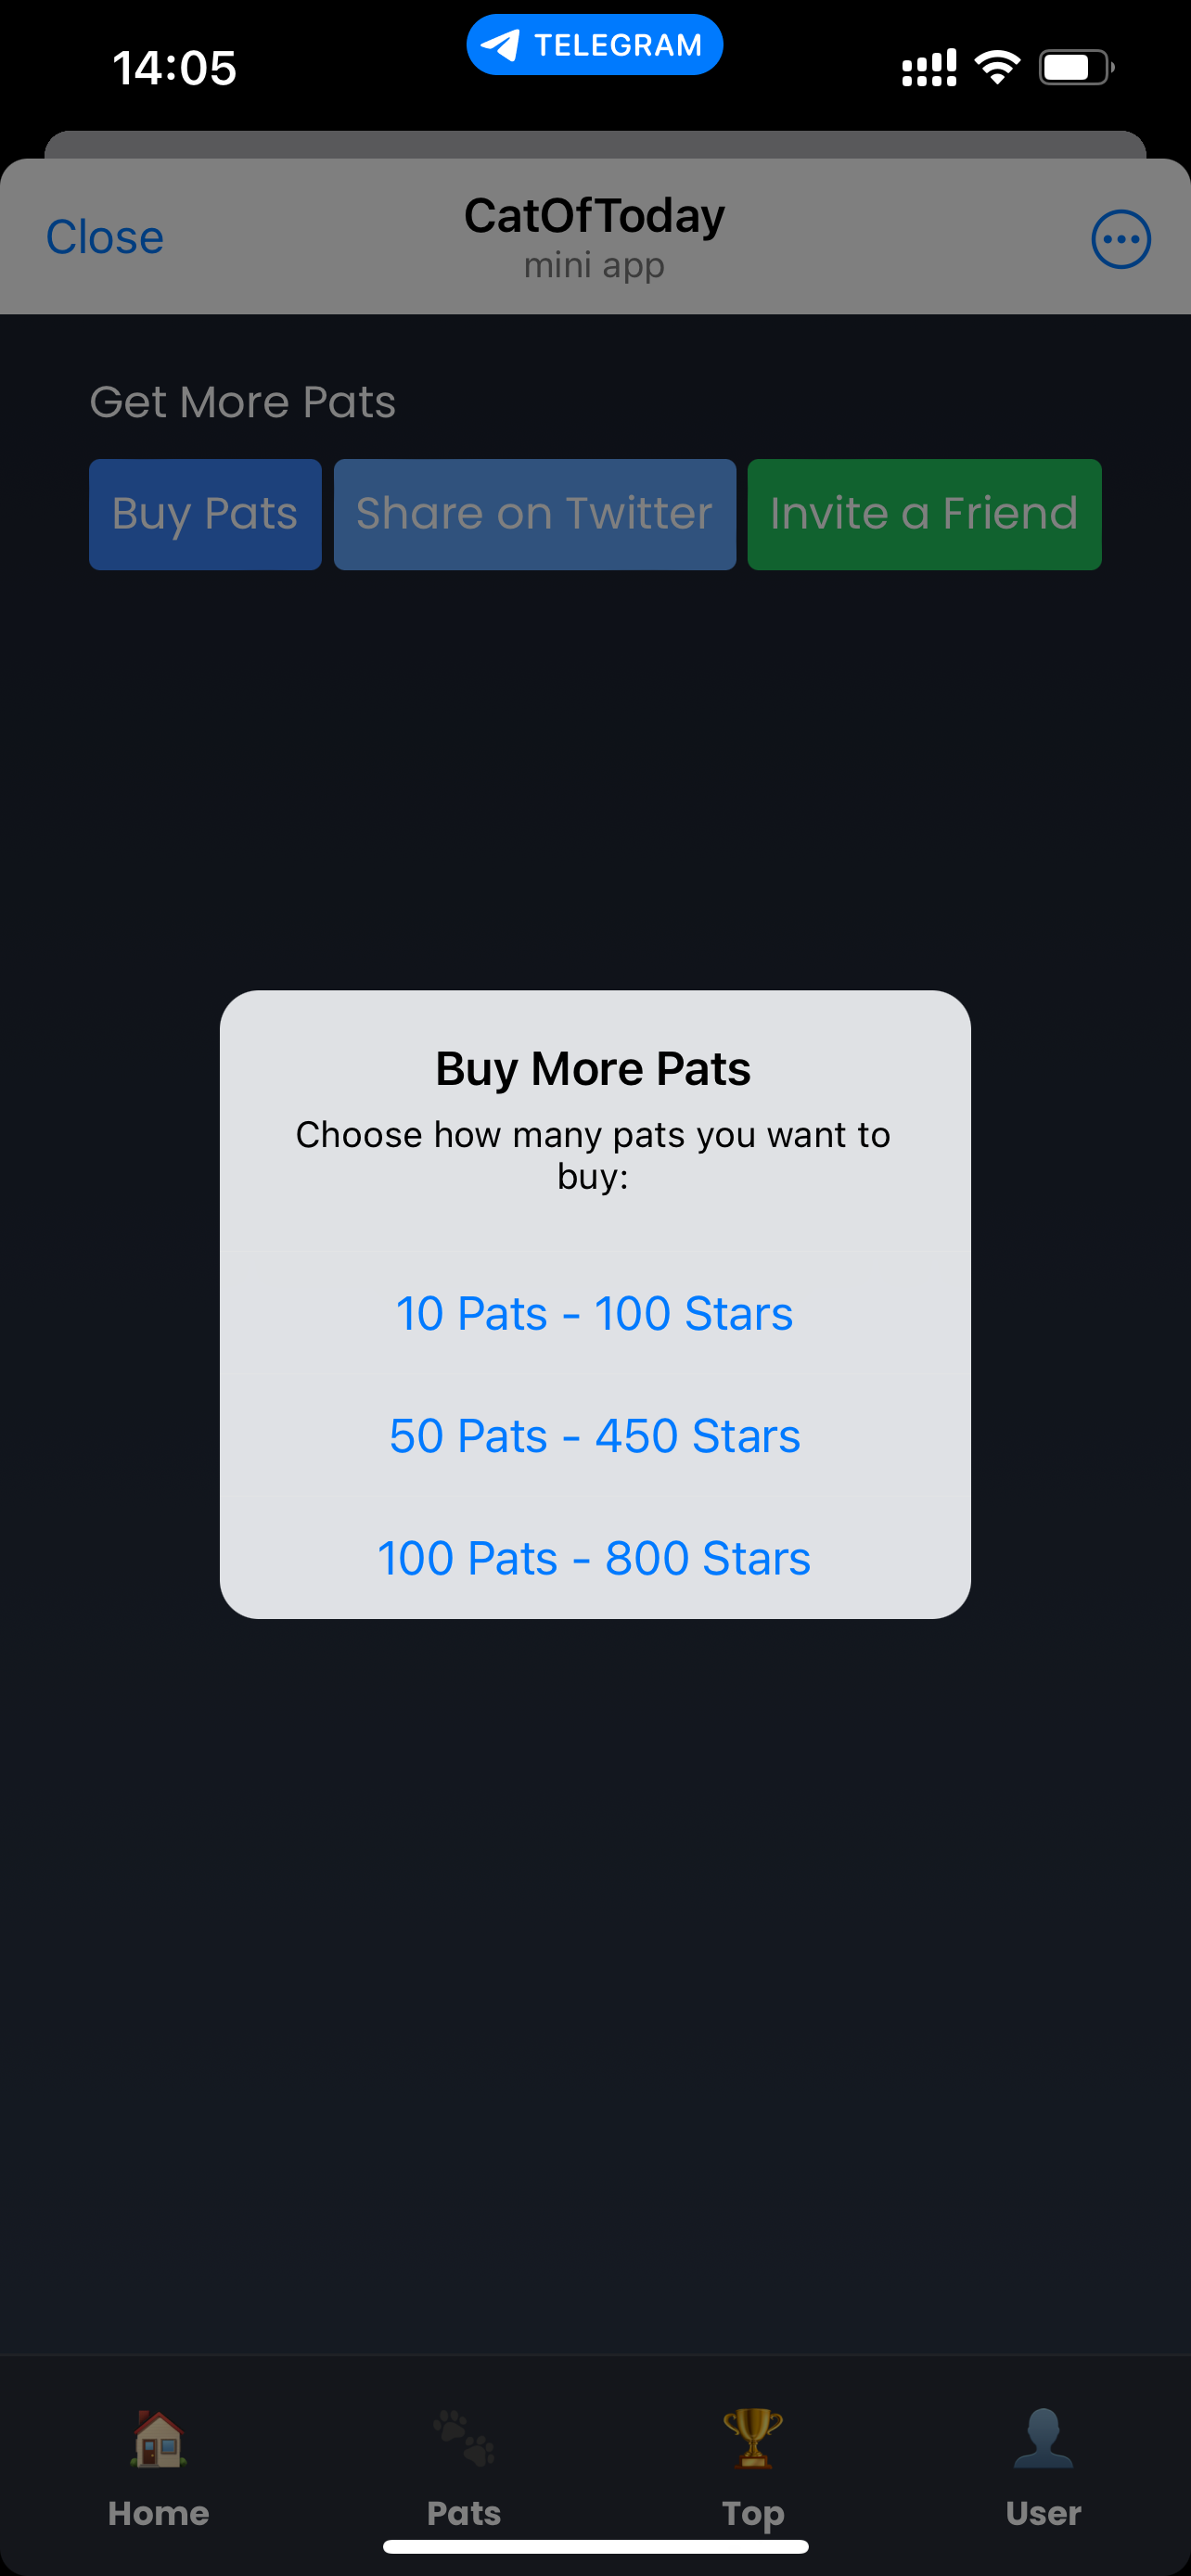 14:05
TELEGRAM
Close
CatOfToday
mini app
Get More Pats
Buy Pats
Share on Twitter
Invite a Friend
Buy More Pats
Choose how many pats you want to
buy:
10 Pats - 100 Stars
50 Pats - 450 Stars
100 Pats - 800 Stars
Home
Pats
Top
User